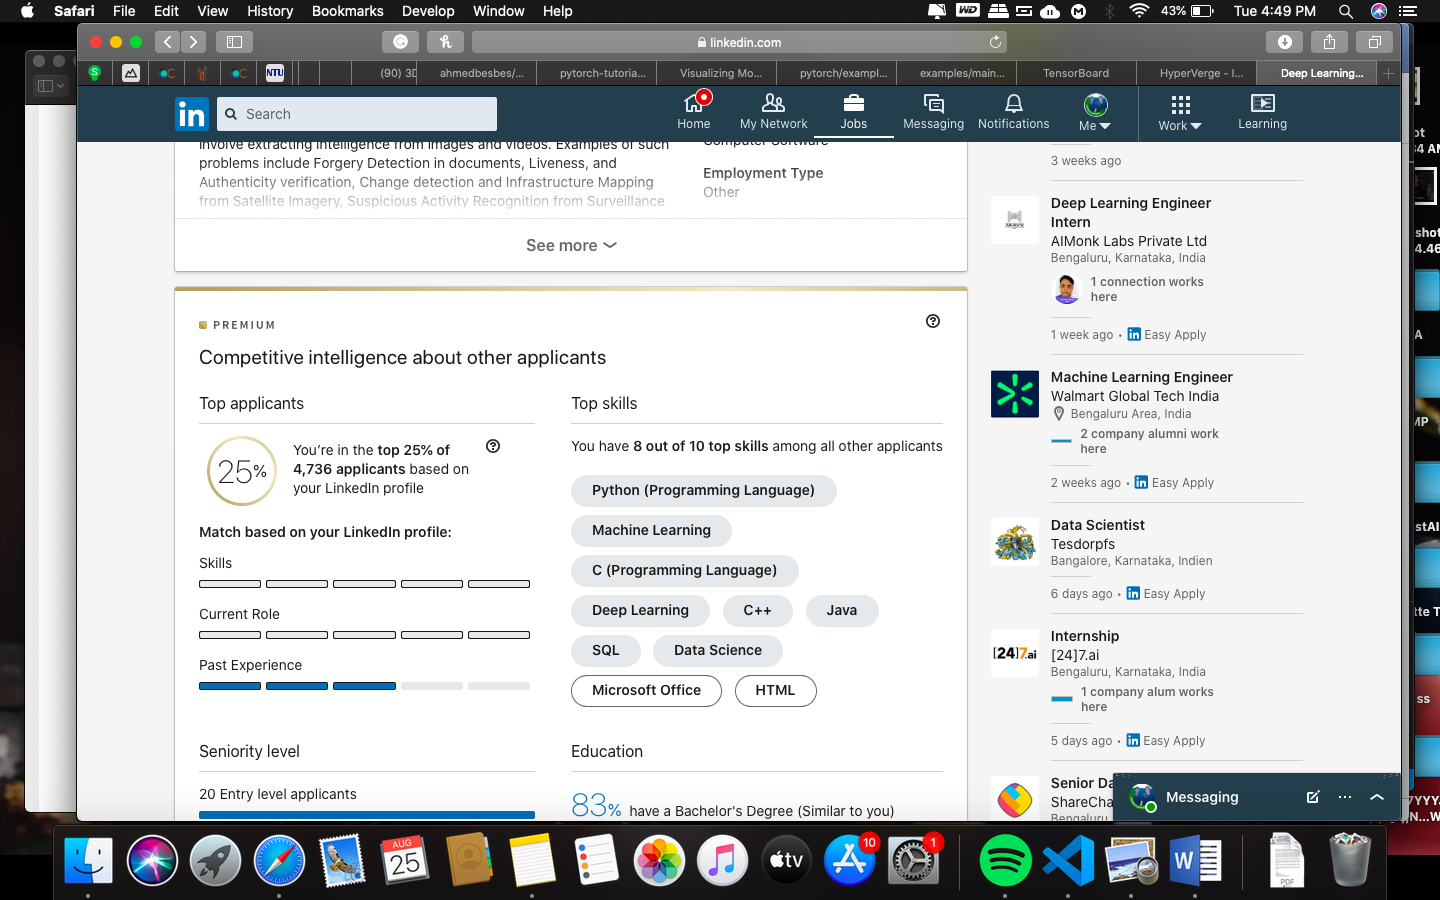 Safari File Edit View History Bookmarks Develop Window Help
WD
43%
Tue 4:49 PM
linkedin.com
S
NTU
(90) 3D
ahmedbesbes/...
pytorch-tutoria...
Visualizing Mo...
pytorch/exampl...
examples/main...
TensorBoard
HyperVerge - I...
Deep Learning...
in
Search
Home
My Network
Jobs
Messaging
Notifications
Me
Work
Learning
involve extracting intelligence from images and videos. Examples of such
problems include Forgery Detection in documents, Liveness, and
Authenticity verification, Change detection and Infrastructure Mapping
from Satellite Imagery, Suspicious Activity Recognition from Surveillance
Computer Software
Employment Type
Other
See more
PREMIUM
Competitive intelligence about other applicants
Top applicants
25%
You're in the top 25% of
4,736 applicants based on
your LinkedIn profile
Match based on your LinkedIn profile:
Skills
Current Role
Past Experience
Top skills
You have 8 out of 10 top skills among all other applicants
Python (Programming Language)
Machine Learning
C (Programming Language)
Deep Learning
C++
Java
SQL
Data Science
Microsoft Office
HTML
Seniority level
20 Entry level applicants
Education
83% have a Bachelor's Degree (Similar to you)
3 weeks ago
Deep Learning Engineer
Intern
AIMonk Labs Private Ltd
Bengaluru, Karnataka, India
1 connection works
here
1 week ago • in Easy Apply
Machine Learning Engineer
Walmart Global Tech India
Bengaluru Area, India
2 company alumni work
here
2 weeks ago • in Easy Apply
Data Scientist
Tesdorpfs
Bangalore, Karnataka, Indien
6 days ago • in Easy Apply
[24]7.ai
Internship
[24]7.ai
Bengaluru, Karnataka, India
1 company alum works
here
5 days ago • in Easy Apply
Senior Da
ShareCha
Bengaluru
Messaging
AUG
25
tv
10
1
W
PDF